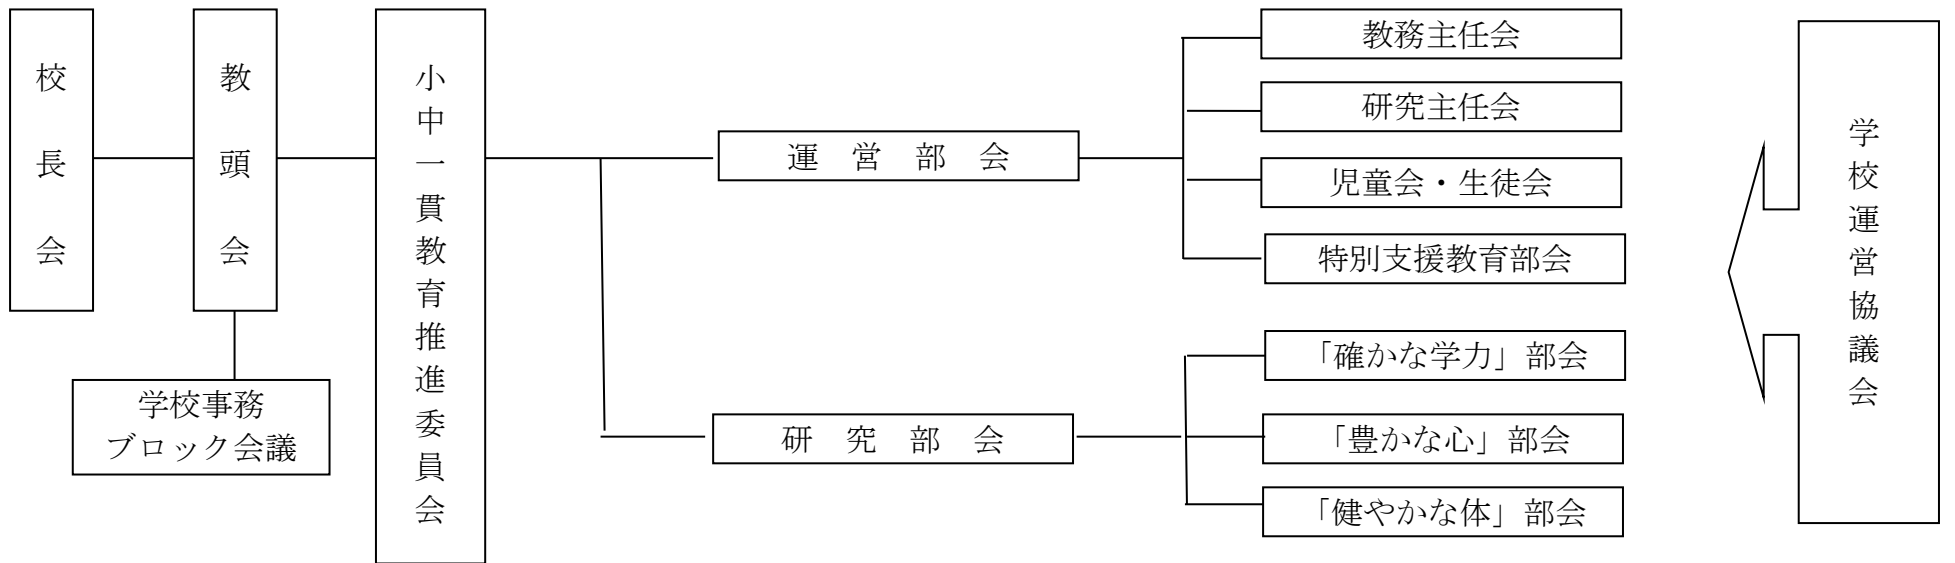 校長会
教頭会
学校事務
ブロック会議
小中一貫教育推進委員会
運営部会
教務主任会
研究主任会
児童会・生徒会
特別支援教育部会
研究部会
「確かな学力」部会
「豊かな心」部会
「健やかな体」部会
学校運営協議会